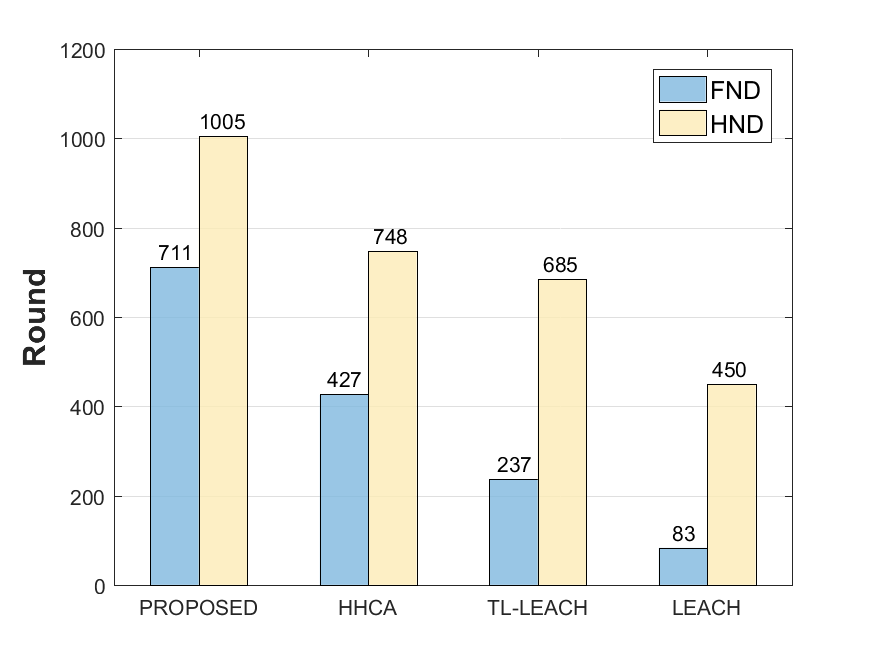 1200
1000
800
600
400
200
0
Round
FND
HND
711
1005
427
748
237
685
83
450
PROPOSED
HHCA
TL-LEACH
LEACH